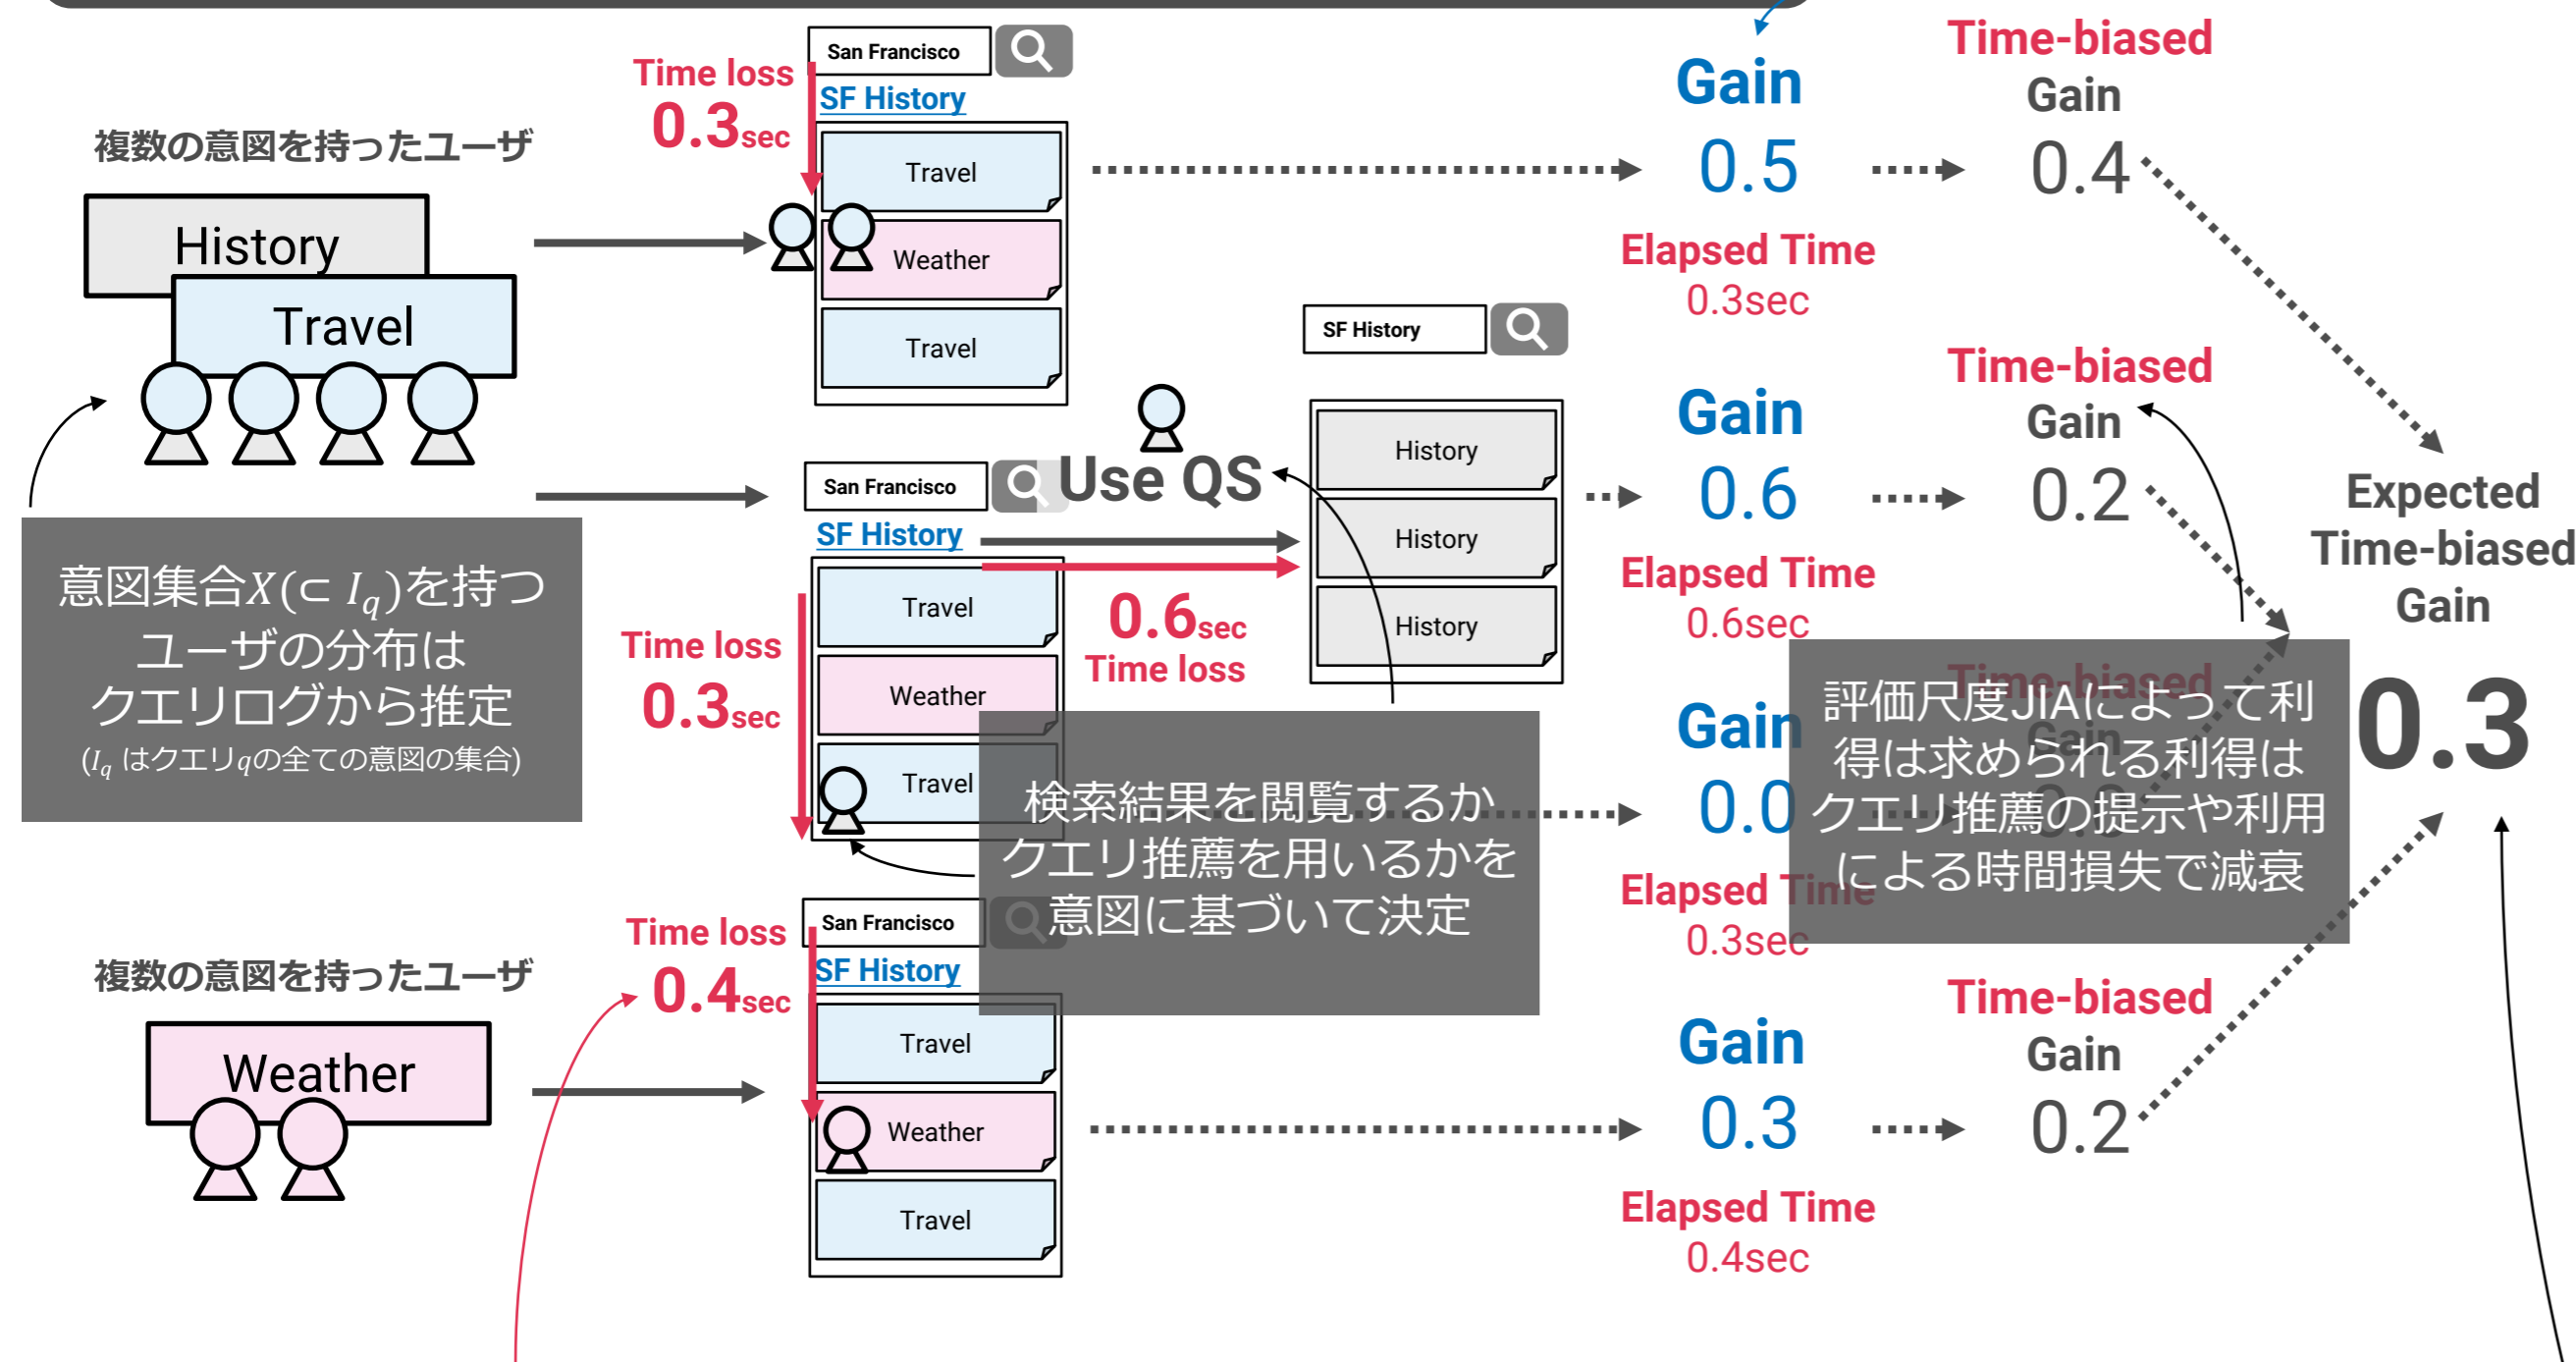 複数の意図を持ったユーザ
History
Travel
意図集合X(⊂ I_q)を持つ
ユーザの分布は
クエリログから推定
(I_q はクエリqの全ての意図の集合)
複数の意図を持ったユーザ
Weather
Time loss
0.3sec
San Francisco
SF History
Travel
Weather
Travel
San Francisco
Use QS
SF History
Travel
Weather
Travel
Time loss
0.3sec
0.6sec
Time loss
SF History
History
History
History
検索結果を閲覧するか
クエリ推薦を用いるかを
意図に基づいて決定
Time loss
0.4sec
San Francisco
SF History
Travel
Weather
Travel
Gain
0.5
Elapsed Time
0.3sec
Time-biased
Gain
0.4
Gain
0.6
Elapsed Time
0.6sec
Time-biased
Gain
0.2
Gain
0.0
Elapsed Time
0.3sec
Time-biased
Gain
0.0
評価尺度JIAによって利
得は求められる利得は
クエリ推薦の提示や利用
による時間損失で減衰
Gain
0.3
Elapsed Time
0.4sec
Time-biased
Gain
0.2
Expected
Time-biased
Gain
0.3